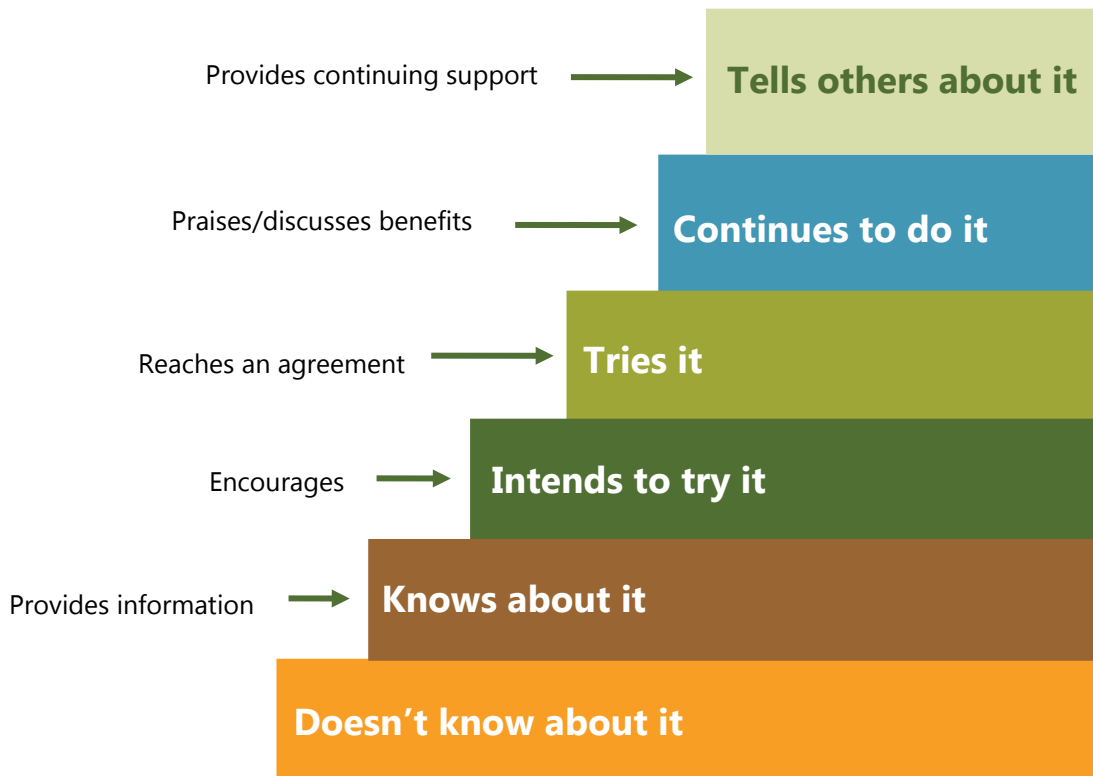 Provides continuing support
Tells others about it
Praises/discusses benefits
Continues to do it
Reaches an agreement
Tries it
Encourages
Intends to try it
Provides information
Knows about it
Doesn’t know about it